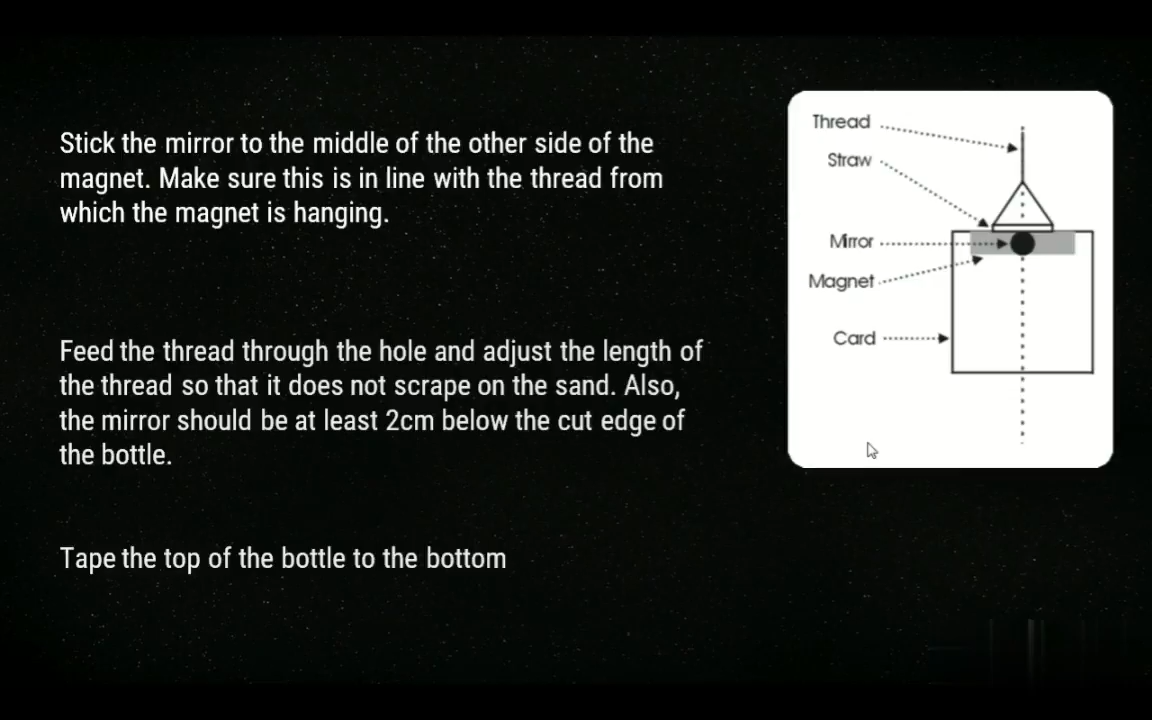 Stick the mirror to the middle of the other side of the
magnet. Make sure this is in line with the thread from
which the magnet is hanging.
Feed the thread through the hole and adjust the length of
the thread so that it does not scrape on the sand. Also,
the mirror should be at least 2cm below the cut edge of
the bottle.
Tape the top of the bottle to the bottom
Thread
Straw
Mirror
Magnet
Card